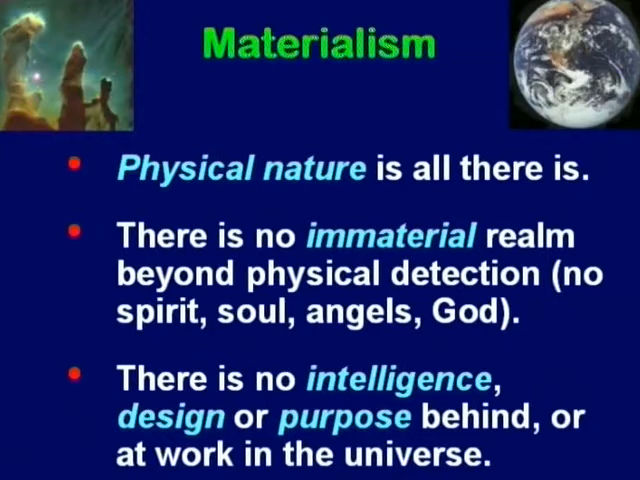 Materialism
• Physical nature is all there is.
• There is no immaterial realm
beyond physical detection (no
spirit, soul, angels, God).
• There is no intelligence,
design or purpose behind, or
at work in the universe.